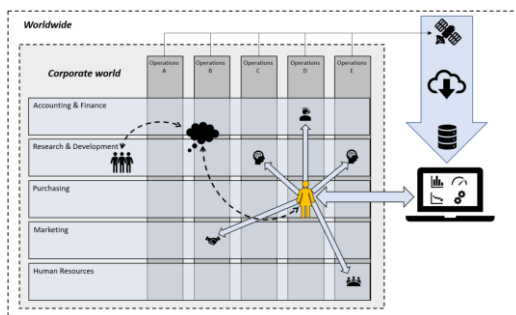 Worldwide
Corporate world
Operations
A
Operations
B
Operations
C
Operations
D
Operations
E
Accounting & Finance
Research & Development
Purchasing
Marketing
Human Resources